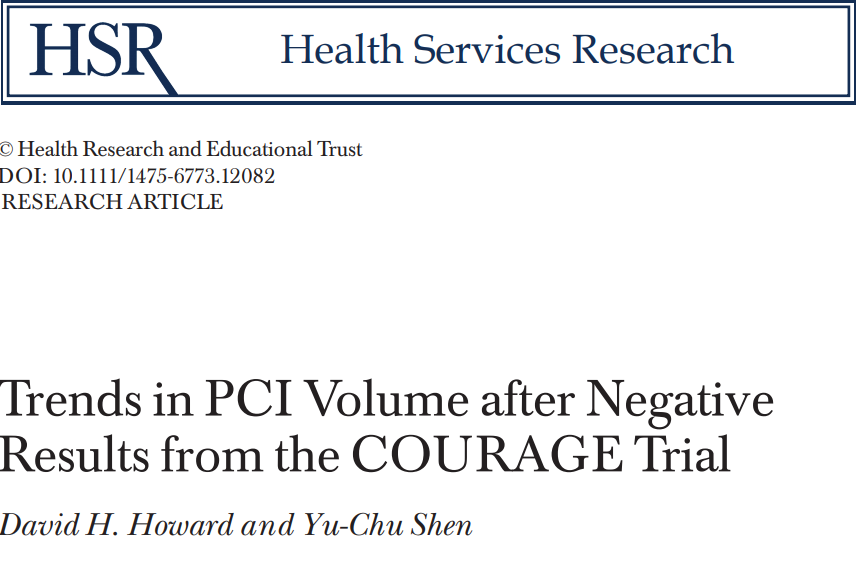 HSR Health Services Research
© Health Research and Educational Trust
DOI: 10.1111/1475-6773.12082
RESEARCH ARTICLE
Trends in PCI Volume after Negative
Results from the COURAGE Trial
David H. Howard and Yu-Chu Shen